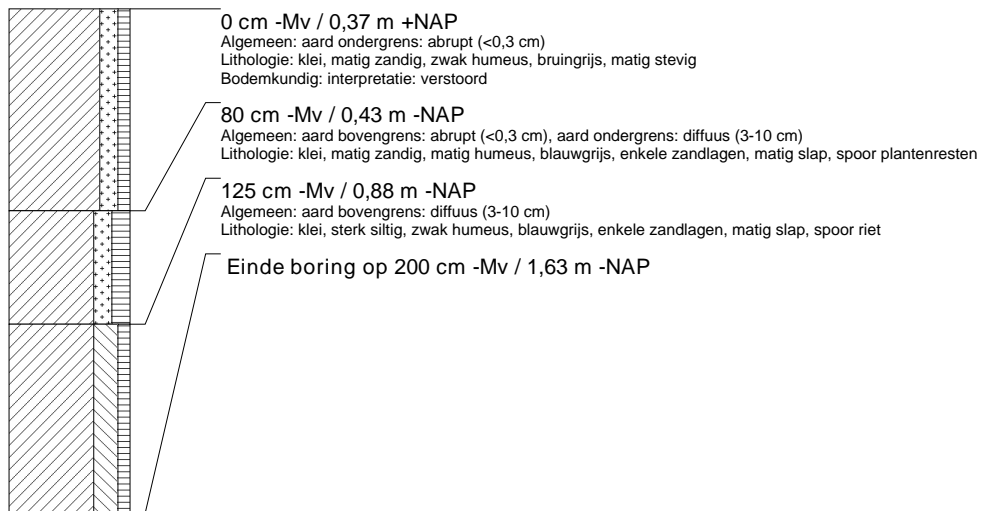 0 cm -Mv / 0,37 m +NAP
Algemeen: aard ondergrens: abrupt (<0,3 cm)
Lithologie: klei, matig zandig, zwak humeus, bruingrijs, matig stevig
Bodemkundig: interpretatie: verstoord
80 cm -Mv / 0,43 m -NAP
Algemeen: aard bovengrens: abrupt (<0,3 cm), aard ondergrens: diffuus (3-10 cm)
Lithologie: klei, matig zandig, matig humeus, blauwgrijs, enkele zandlagen, matig slap, spoor plantenresten
125 cm -Mv / 0,88 m -NAP
Algemeen: aard bovengrens: diffuus (3-10 cm)
Lithologie: klei, sterk siltig, zwak humeus, blauwgrijs, enkele zandlagen, matig slap, spoor riet
Einde boring op 200 cm -Mv / 1,63 m -NAP